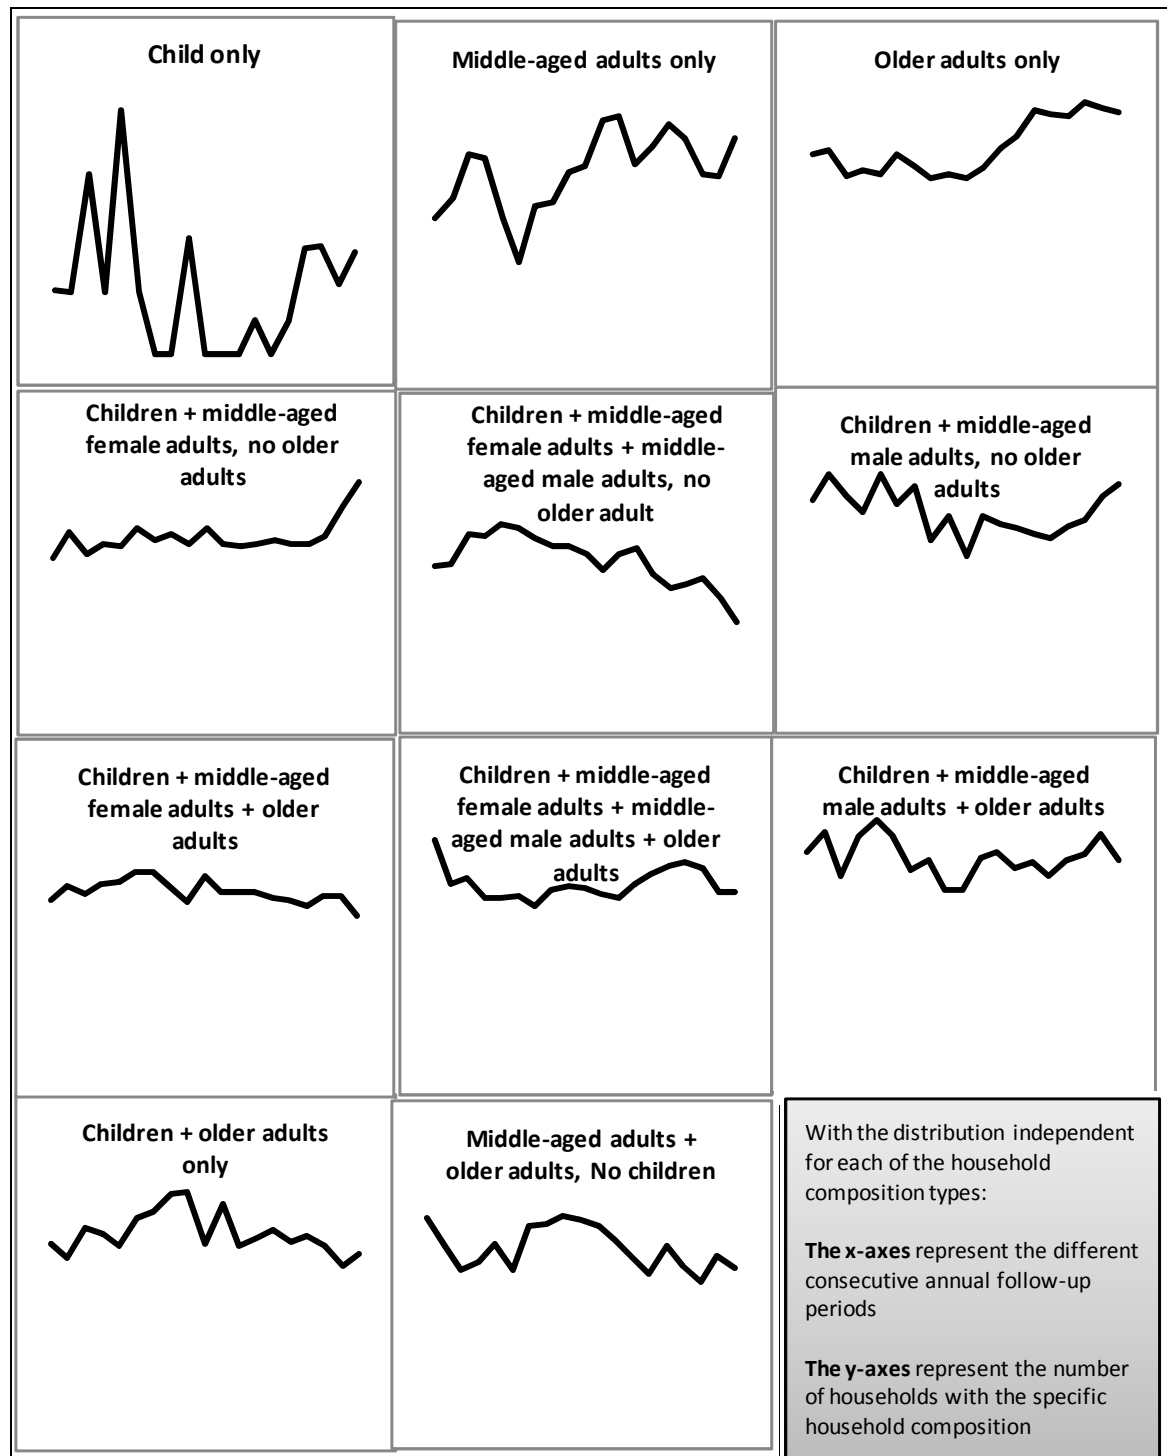 Child only
Middle-aged adults only
Older adults only
Children + middle-aged
female adults, no older
adults
Children + middle-aged
female adults + middle-
aged male adults, no
older adult
Children + middle-aged
male adults, no older
adults
Children + middle-aged
female adults + older
adults
Children + middle-aged
female adults + middle-
aged male adults + older
adults
Children + middle-aged
male adults + older adults
Children + older adults
only
Middle-aged adults +
older adults, No children
With the distribution independent
for each of the household
composition types:
The x-axes represent the different
consecutive annual follow-up
periods
The y-axes represent the number
of households with the specific
household composition